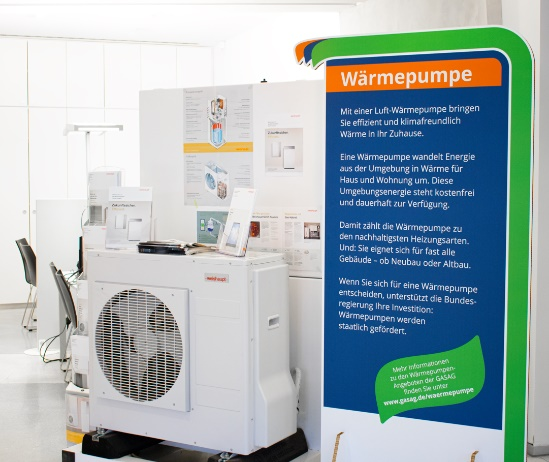 Wärmepumpe
Mit einer Luft-Wärmepumpe bringen
Sie effizient und klimafreundlich
Wärme in Ihr Zuhause.
Eine Wärmepumpe wandelt Energie
aus der Umgebung in Wärme für
Haus und Wohnung um. Diese
Umgebungsenergie steht kostenfrei
und dauerhaft zur Verfügung.
Damit zählt die Wärmepumpe zu
den nachhaltigsten Heizungsarten.
Und: Sie eignet sich für fast alle
Gebäude – ob Neubau oder Altbau.
Wenn Sie sich für eine Wärmepumpe
entscheiden, unterstützt die Bundes-
regierung Ihre Investition:
Wärmepumpen werden
staatlich gefördert.
Mehr Informationen
zu den Wärmepumpen-
Angeboten der GASAG
finden Sie unter
www.gasag.de/waermepumpe